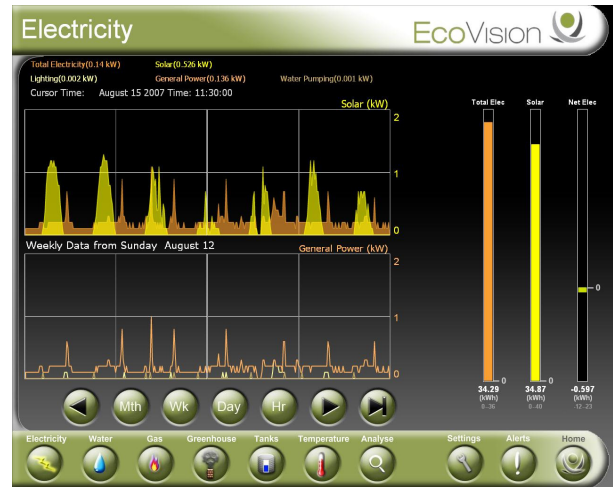 Electricity
EcoVision
Total Electricity(0.14 kW) Solar(0.526 kW)
Lighting(0.002 kW) General Power(0.136 kW) Water Pumping(0.001 kW)
Cursor Time: August 15 2007 Time: 11:30:00
Solar (kW)
2
1
0
Weekly Data from Sunday August 12
General Power (kW)
2
1
0
Total Elec Solar Net Elec
0 0 0
34.29 34.87 -0.597
(kWh) (kWh) (kWh)
0-36 0-40 -12-23
Mth Wk Day Hr
Electricity Water Gas Greenhouse Tanks Temperature Analyse Settings Alerts Home